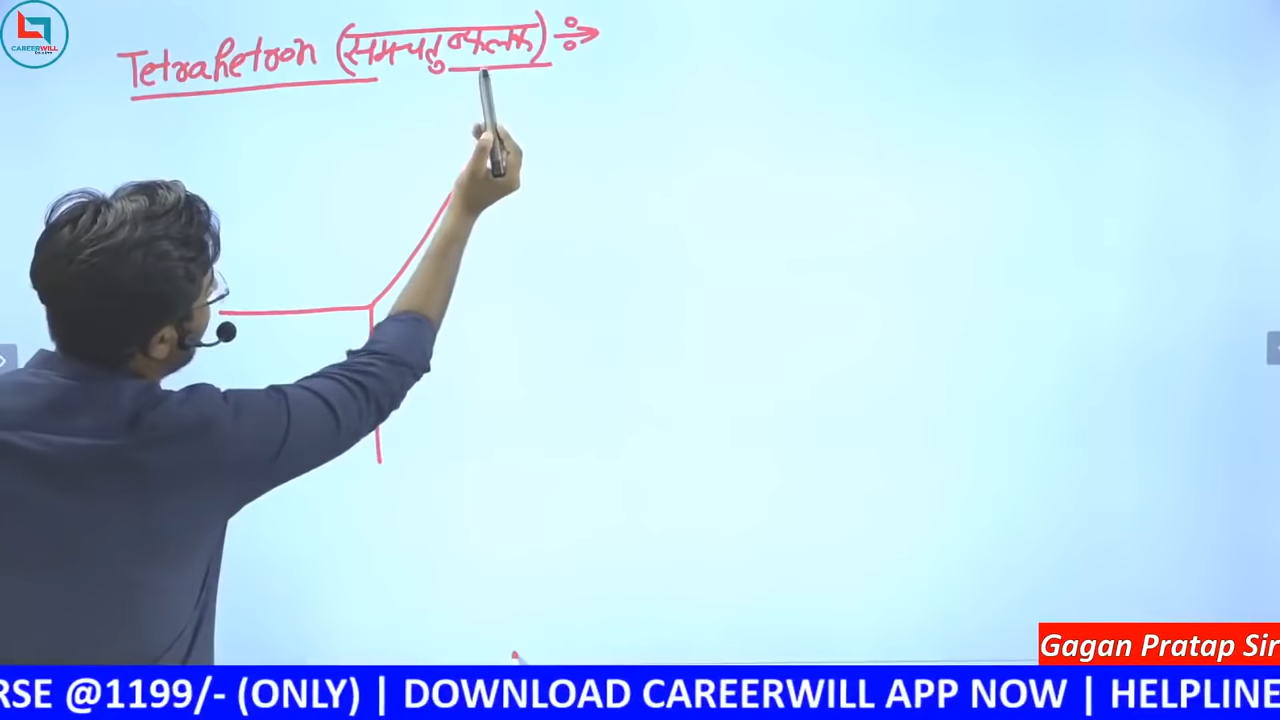 CAREERWILL
Tetrahetron (समचतुष्फलक) ÷→
Gagan Pratap Sir
RSE @1199/- (ONLY) | DOWNLOAD CAREERWILL APP NOW | HELPLINE